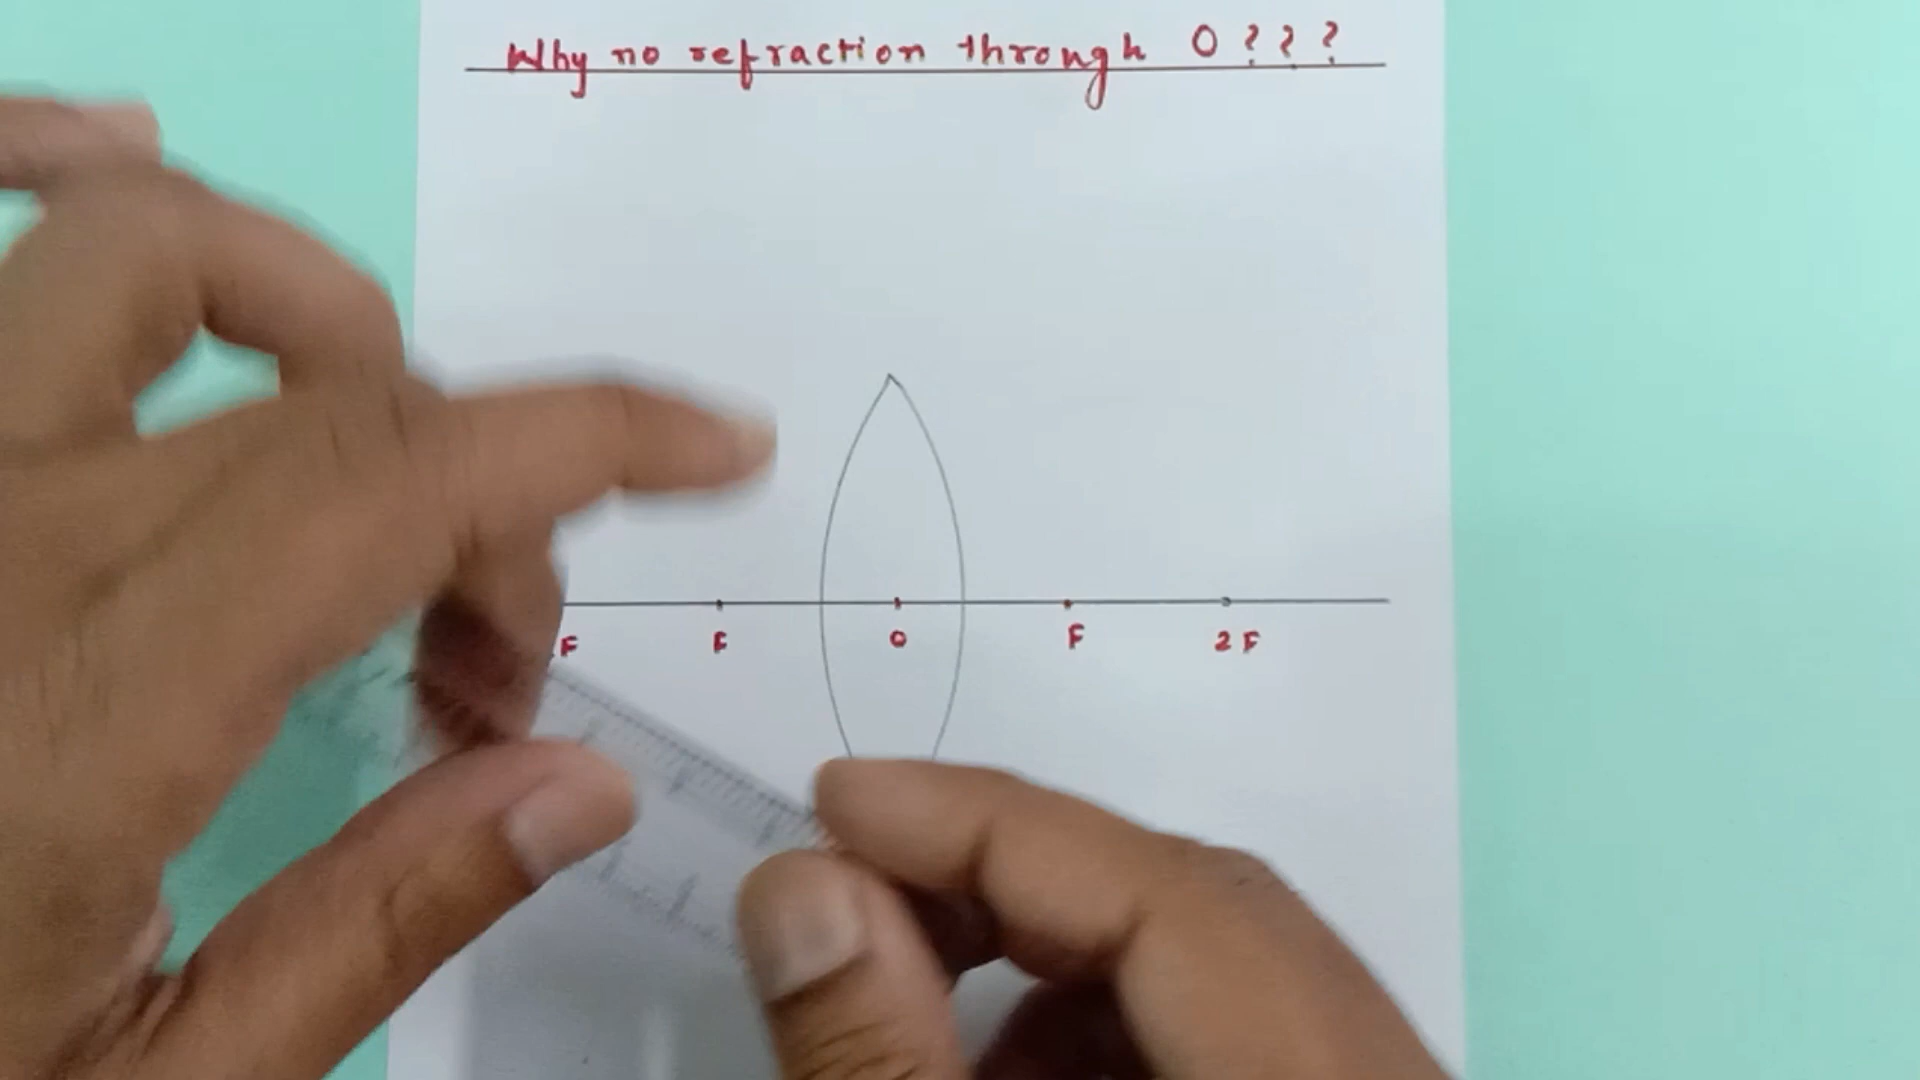 Why no refraction through O ???
F F O F 2F